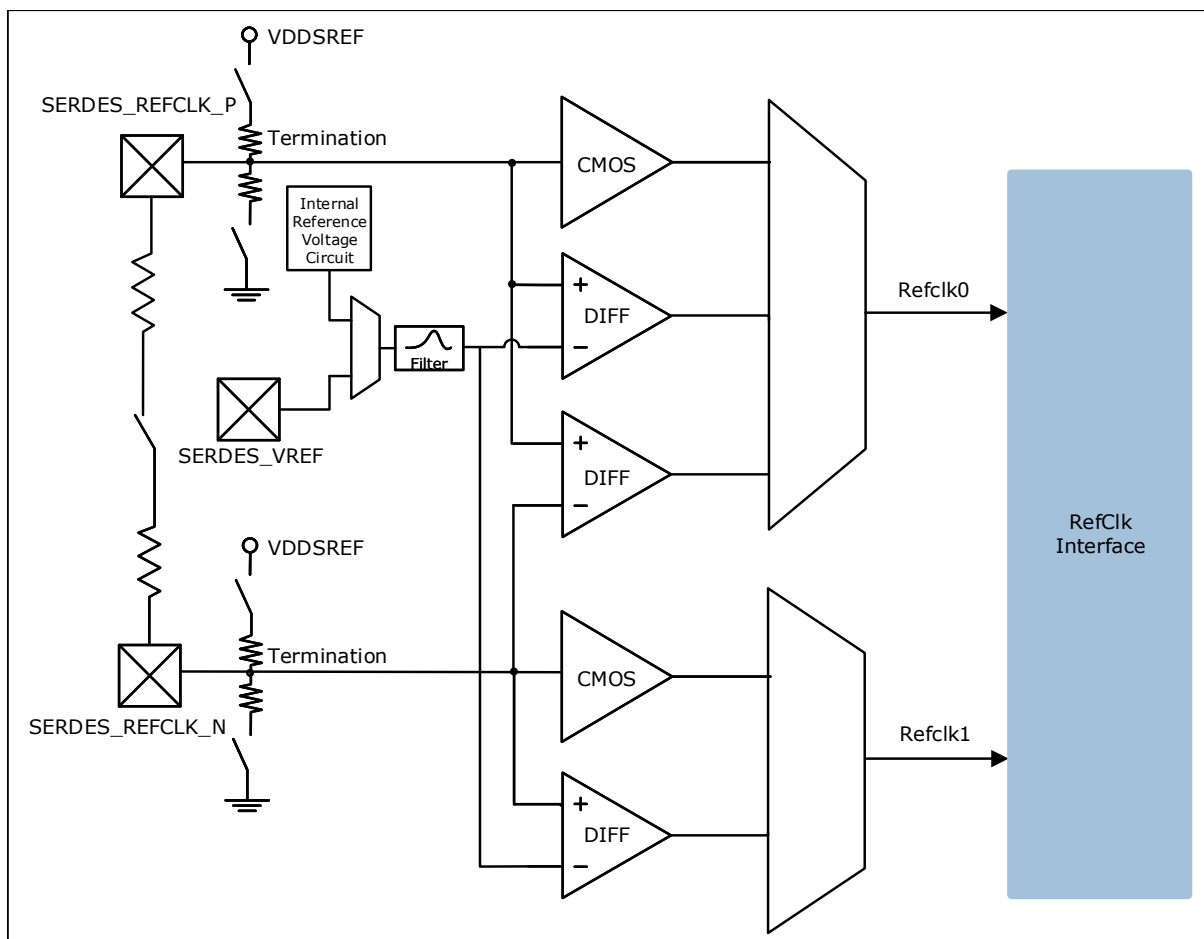 VDDSREF
SERDES_REFCLK_P
Termination
CMOS
Internal
Reference
Voltage
Circuit
+
DIFF
−
Refclk0
Filter
SERDES_VREF
+
DIFF
−
RefClk
Interface
VDDSREF
Termination
CMOS
SERDES_REFCLK_N
Refclk1
+
DIFF
−